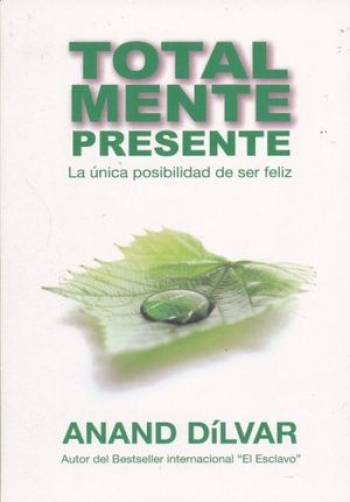 TOTAL
MENTE
PRESENTE
La única posibilidad de ser feliz
ANAND DíLVAR
Autor del Bestseller internacional "El Esclavo"